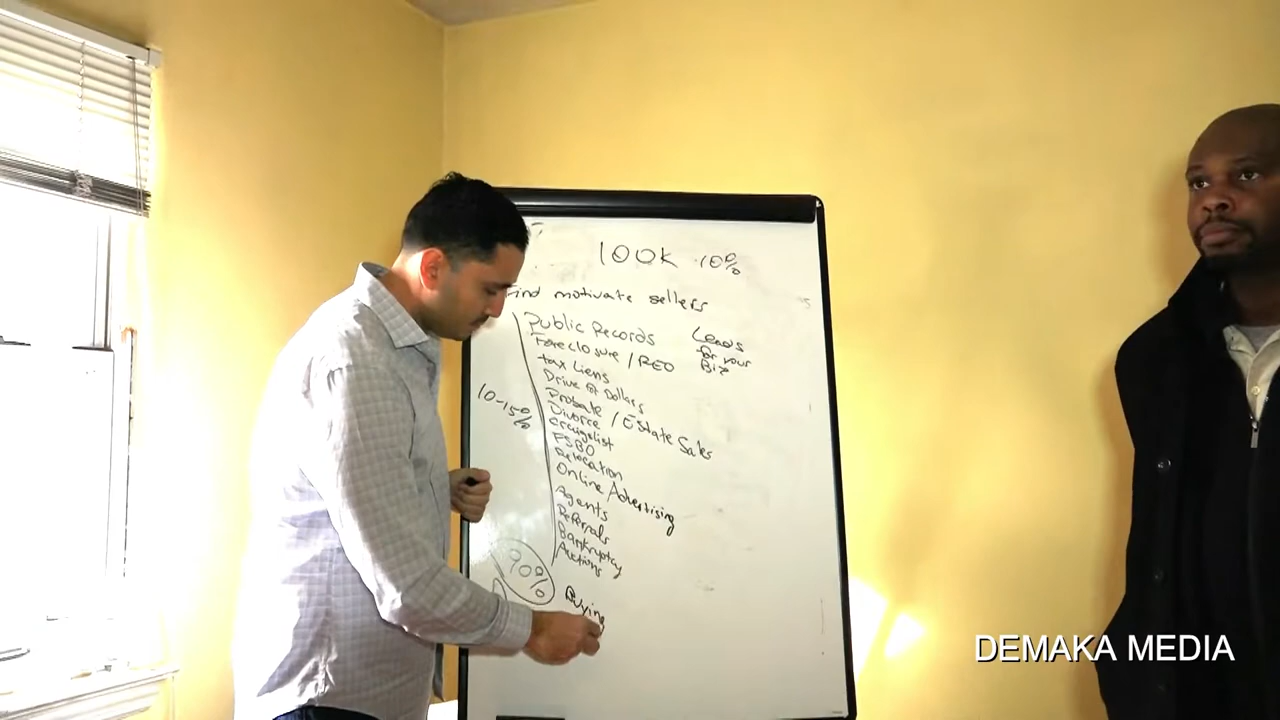 100K 10%
Find motivate sellers
Public Records
Leads
for your
Biz
Foreclosure / REO
tax Liens
Drive for Dollars
Probate / Estate Sales
Divorce
craigslist
FSBO
Relocation
Online Advertising
Agents
Referrals
Bankruptcy
Auctions
10-15%
90%
Buying
DEMAKA MEDIA